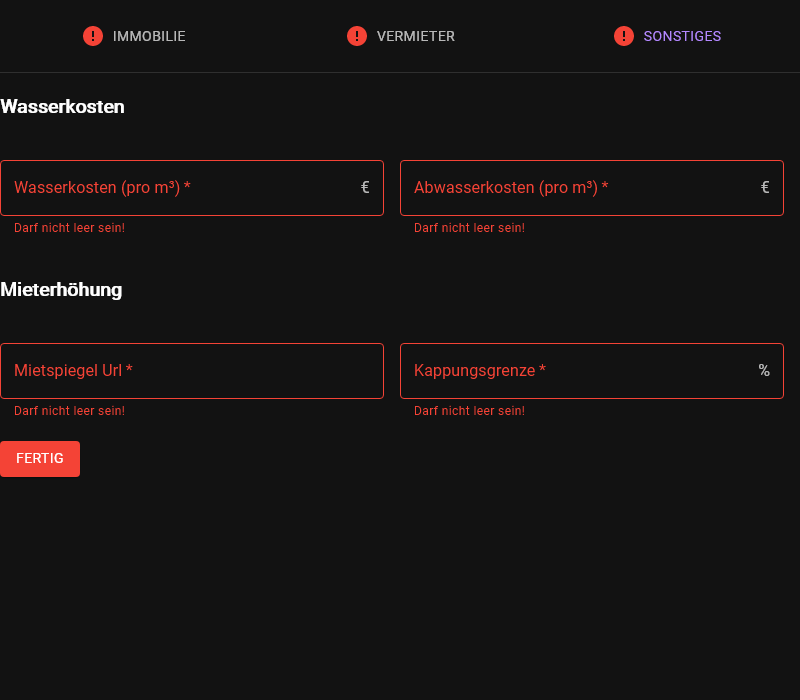 ! IMMOBILIE ! VERMIETER ! SONSTIGES
Wasserkosten
Wasserkosten (pro m³) * € Abwasserkosten (pro m³) * €
Darf nicht leer sein! Darf nicht leer sein!
Mieterhöhung
Mietspiegel Url * Kappungsgrenze * %
Darf nicht leer sein! Darf nicht leer sein!
FERTIG